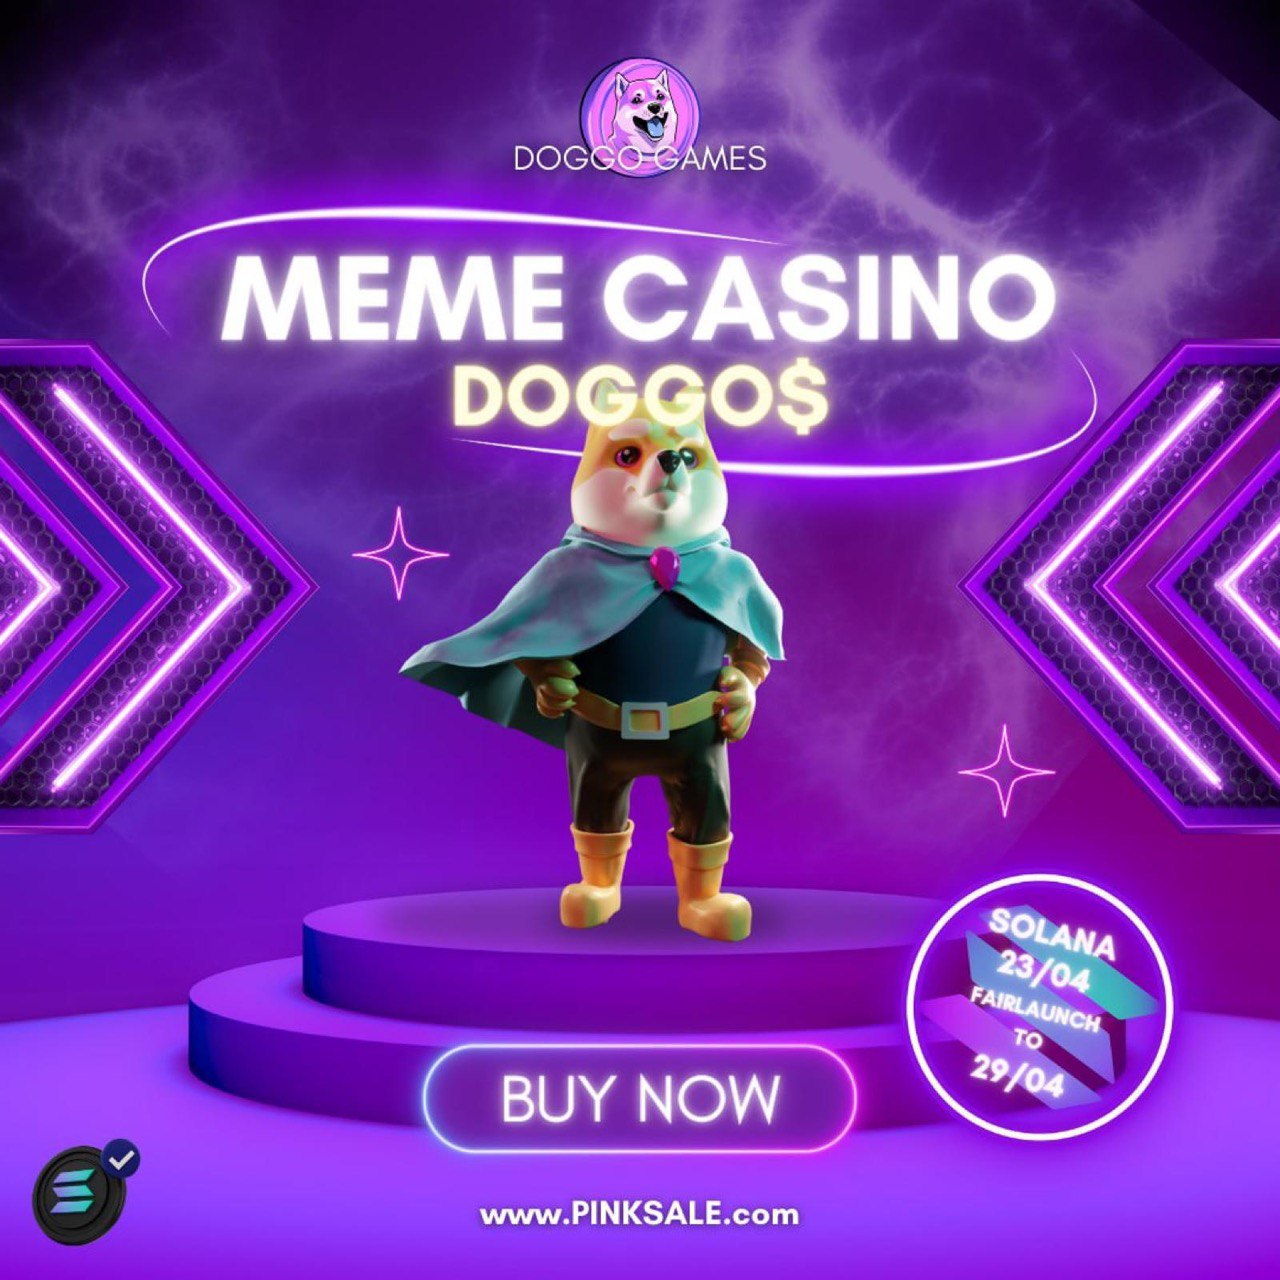 DOGGO GAMES
MEME CASINO
DOGGO$
SOLANA
23/04
FAIRLAUNCH
TO
29/04
BUY NOW
www.PINKSALE.com